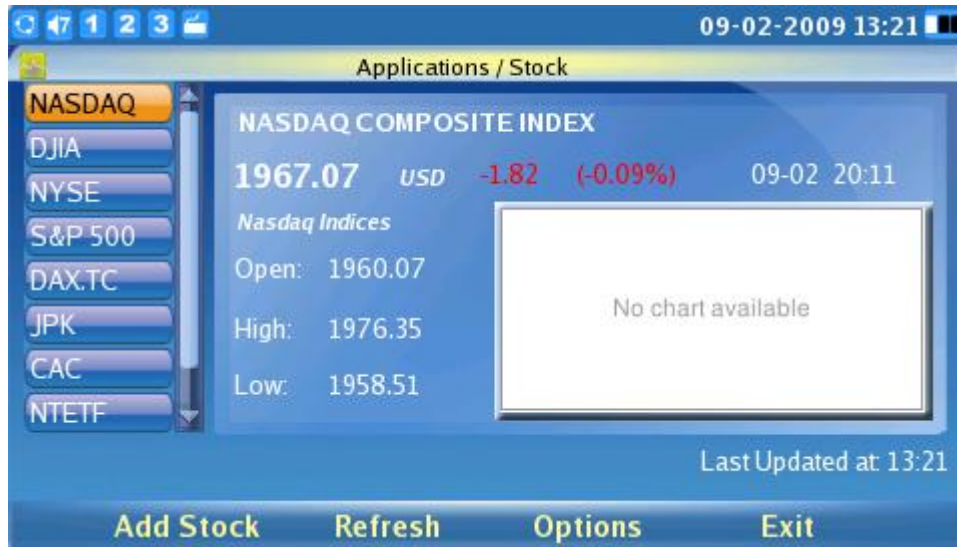 7 1 2 3 09-02-2009 13:21
Applications / Stock
NASDAQ
DJIA
NYSE
S&P 500
DAX.TC
JPK
CAC
NTETF
NASDAQ COMPOSITE INDEX
1967.07 USD -1.82 (-0.09%) 09-02 20:11
Nasdaq Indices
Open: 1960.07
High: 1976.35
Low: 1958.51
No chart available
Last Updated at: 13:21
Add Stock Refresh Options Exit